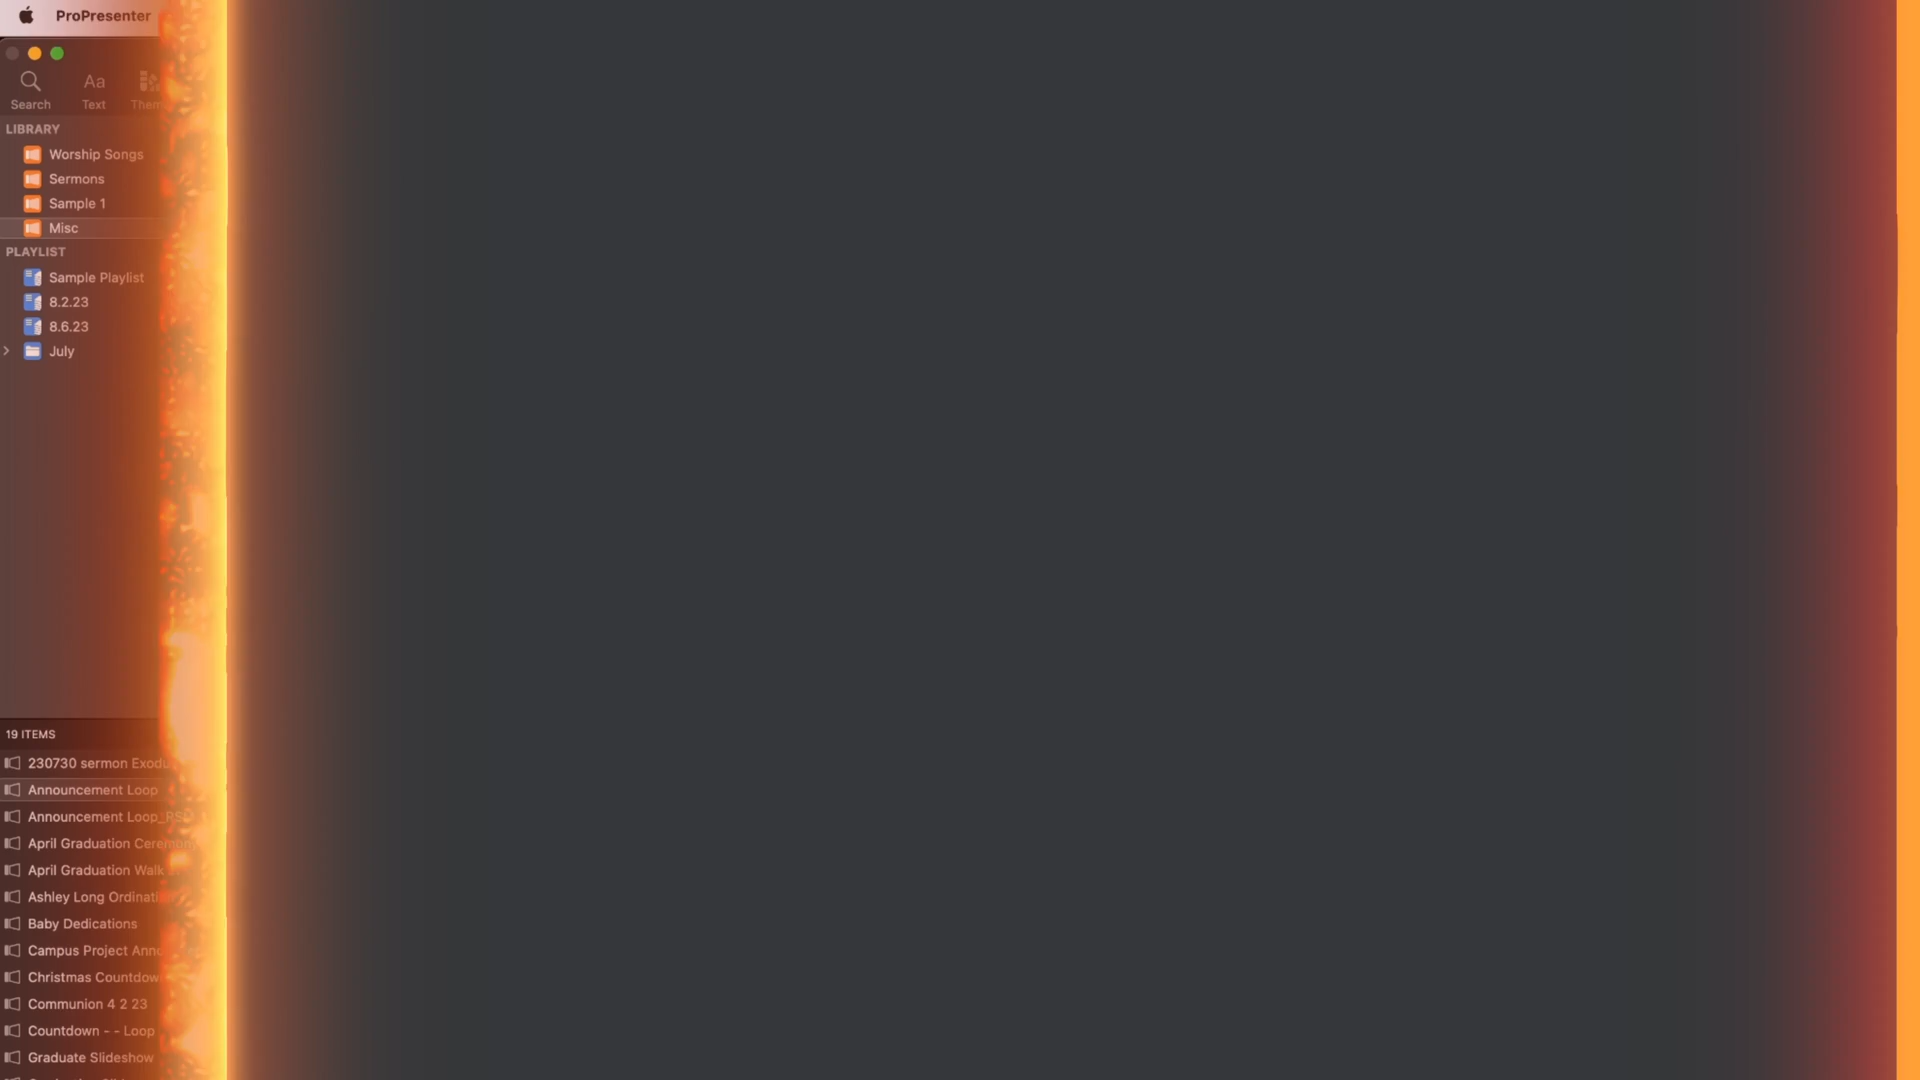 ProPresenter
Search
Text
LIBRARY
Worship Songs
Sermons
Sample 1
Misc
PLAYLIST
Sample Playlist
8.2.23
8.6.23
July
19 ITEMS
230730 sermon
Announcement Loop
Announcement
April Graduation Ceremony
April Graduation Walk
Ashley Long
Baby Dedications
Campus Project
Christmas Countdown
Communion 4 2 23
Countdown - - Loop
Graduate Slideshow